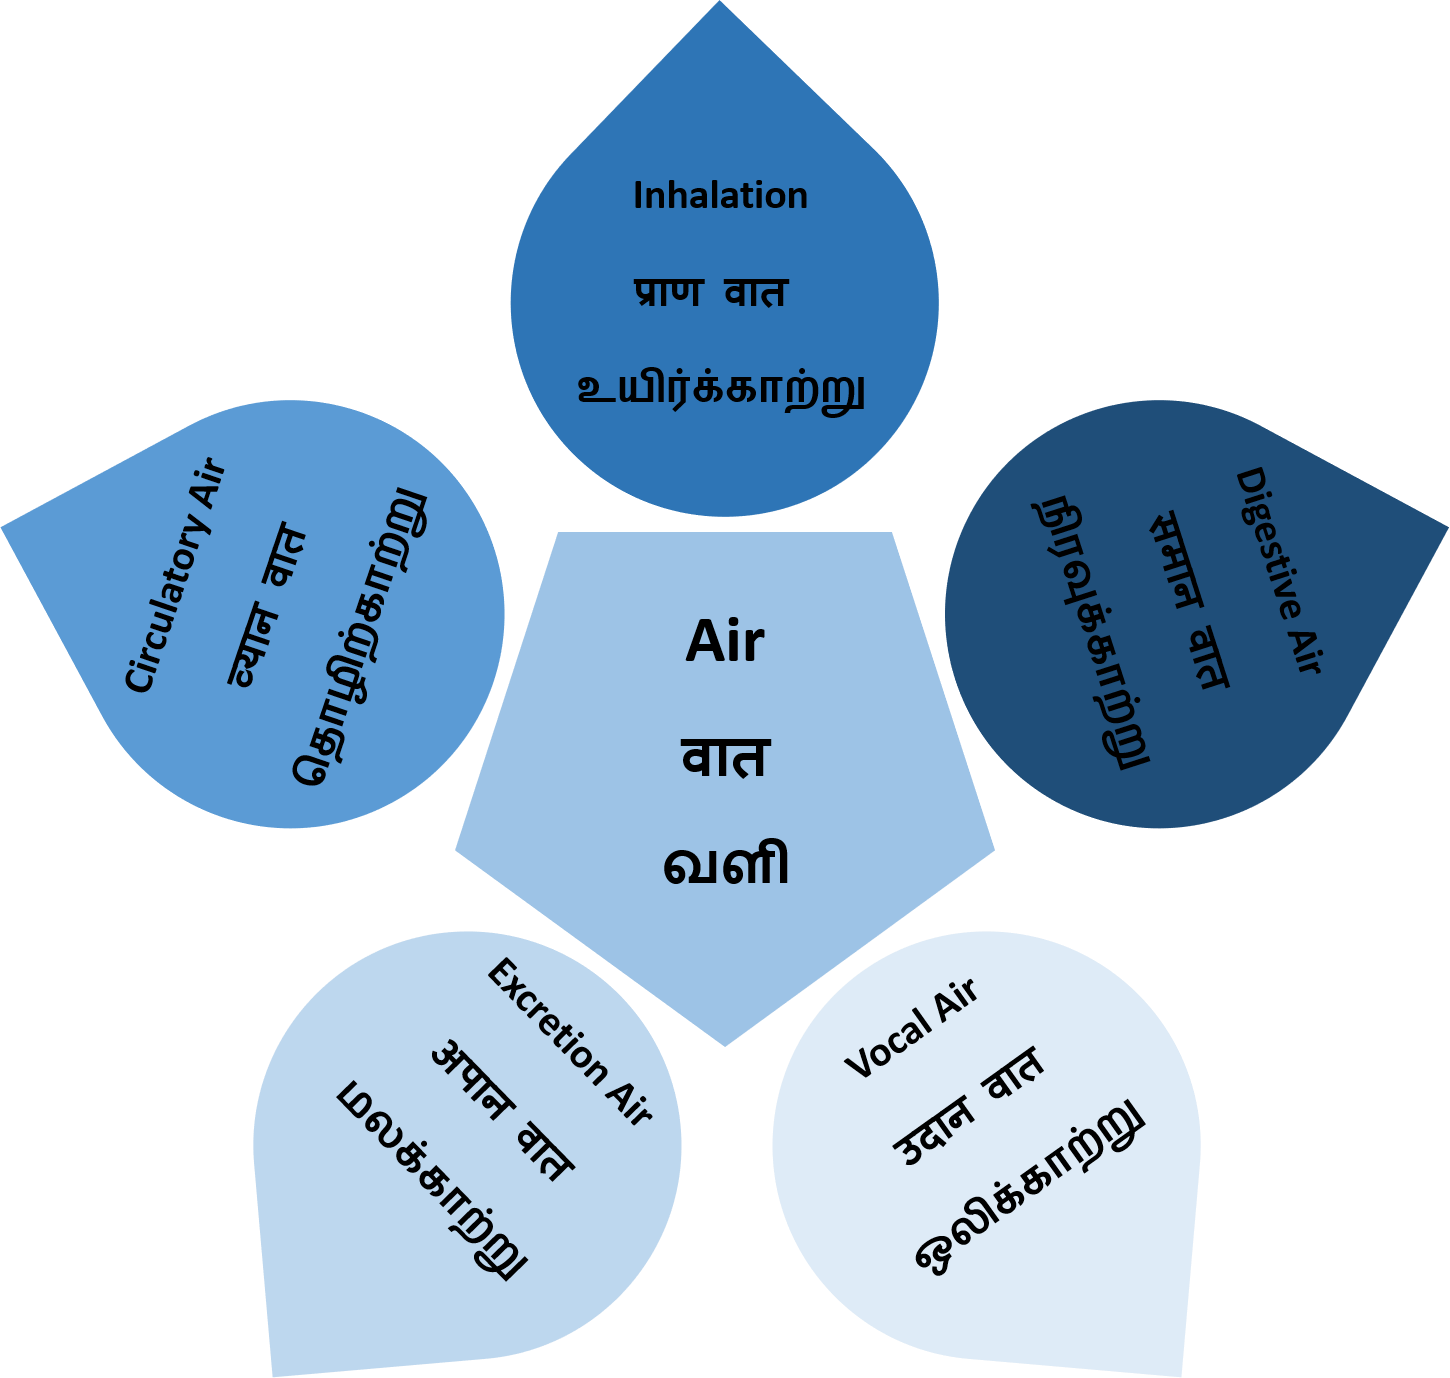 Inhalation
प्राण वात
உயிர்க்காற்று
Circulatory Air
व्यान वात
தொழிற்காற்று
Digestive Air
समान वात
நிரவுக்காற்று
Air
वात
வளி
Excretion Air
अपान वात
மலக்காற்று
Vocal Air
उदान वात
ஒலிக்காற்று